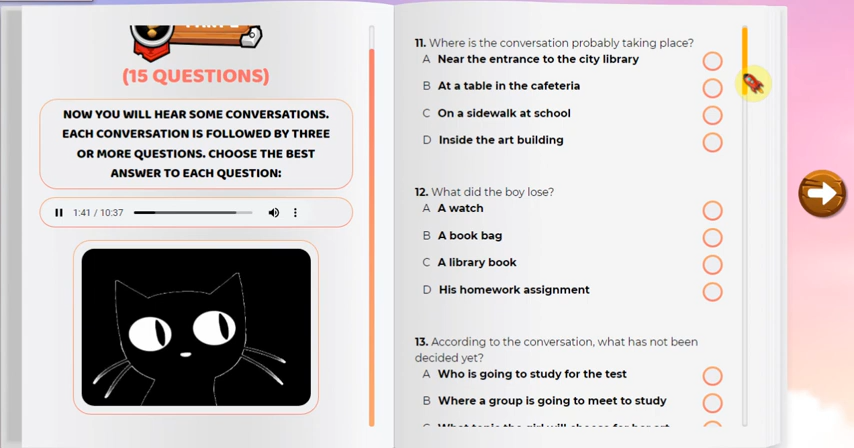 (15 QUESTIONS)
NOW YOU WILL HEAR SOME CONVERSATIONS.
EACH CONVERSATION IS FOLLOWED BY THREE
OR MORE QUESTIONS. CHOOSE THE BEST
ANSWER TO EACH QUESTION:
1:41 / 10:37
11. Where is the conversation probably taking place?
A Near the entrance to the city library
B At a table in the cafeteria
C On a sidewalk at school
D Inside the art building
12. What did the boy lose?
A A watch
B A book bag
C A library book
D His homework assignment
13. According to the conversation, what has not been
decided yet?
A Who is going to study for the test
B Where a group is going to meet to study